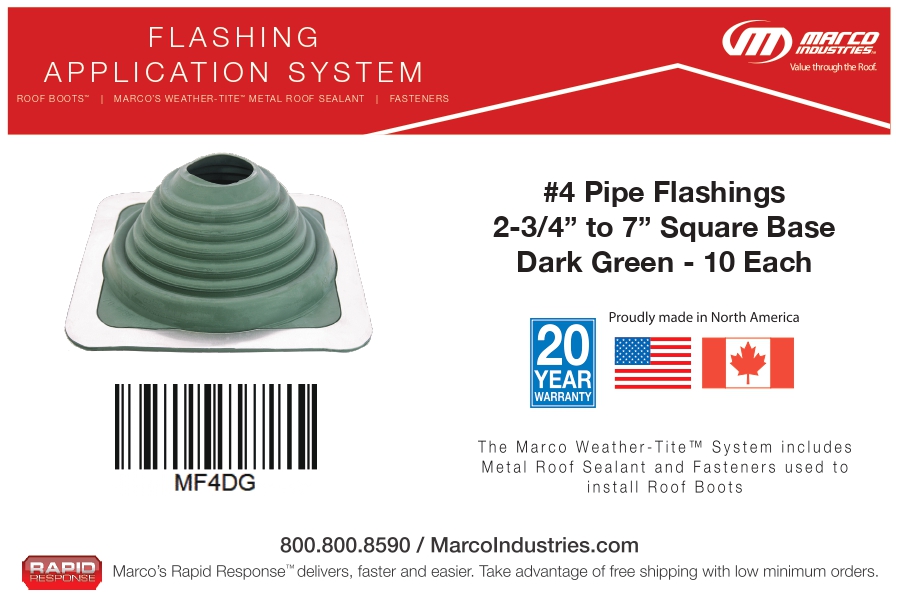 FLASHING
APPLICATION SYSTEM
ROOF BOOTS™ | MARCO'S WEATHER-TITE™ METAL ROOF SEALANT | FASTENERS
MARCO
INDUSTRIES™
Value through the Roof.
#4 Pipe Flashings
2-3/4” to 7” Square Base
Dark Green - 10 Each
Proudly made in North America
20
YEAR
WARRANTY
MF4DG
The Marco Weather-Tite™ System includes
Metal Roof Sealant and Fasteners used to
install Roof Boots
800.800.8590 / MarcoIndustries.com
RAPID
RESPONSE
Marco’s Rapid Response™ delivers, faster and easier. Take advantage of free shipping with low minimum orders.